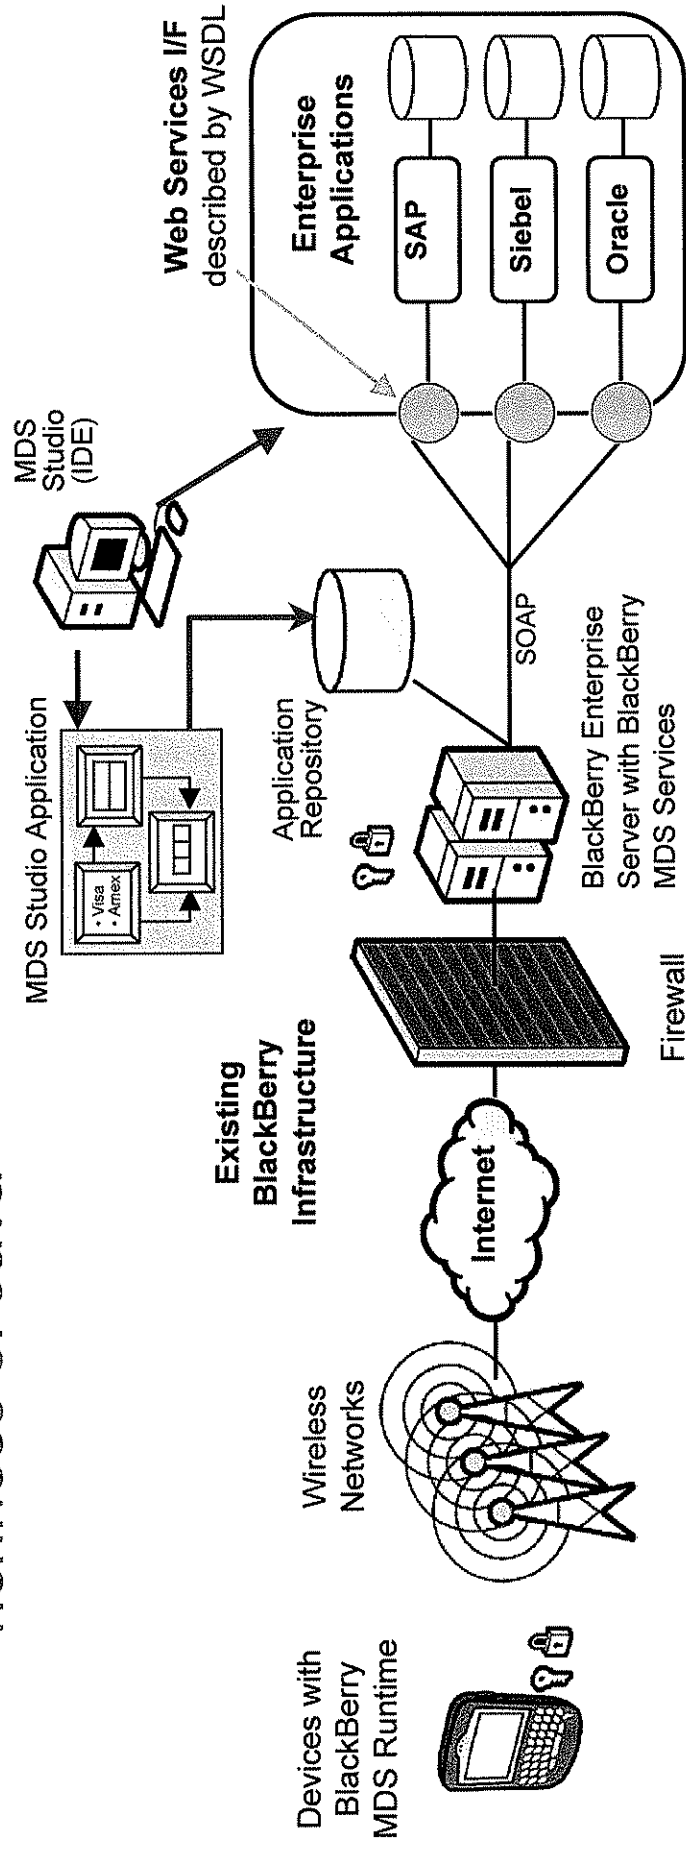 MDS
Studio
(IDE)
Web Services I/F
described by WSDL
MDS Studio Application
• Visa
• Amex
Enterprise
Applications
SAP
Siebel
Oracle
Application
Repository
SOAP
Existing
BlackBerry
Infrastructure
Internet
Wireless
Networks
Devices with
BlackBerry
MDS Runtime
Firewall
BlackBerry Enterprise
Server with BlackBerry
MDS Services